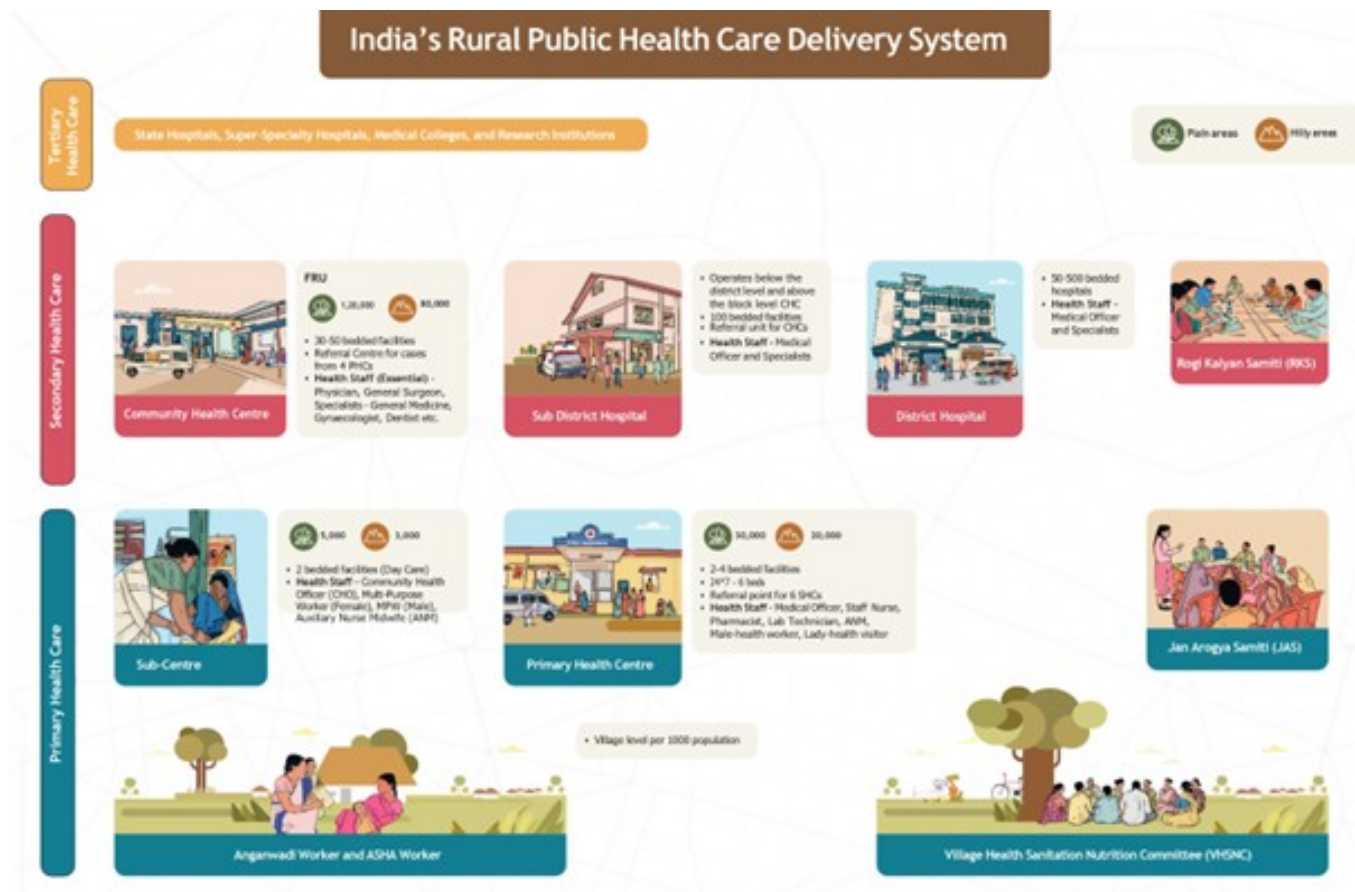 India's Rural Public Health Care Delivery System
Tertiary
Health Care
State Hospitals, Super-Specialty Hospitals, Medical Colleges, and Research Institutions
Plain areas
Hilly areas
Secondary Health Care
Community Health Centre
FRU
1,20,000
80,000
• 30-50 bedded facilities
• Referral Centre for cases
from 4 PHCs
• Health Staff (Essential) -
Physician, General Surgeon,
Specialists - General Medicine,
Gynaecologist, Dentist etc.
Sub District Hospital
• Operates below the
district level and above
the block level CHC
• 100 bedded facilities
• Referral unit for CHCs
• Health Staff - Medical
Officer and Specialists
District Hospital
• 50-500 bedded
hospitals
• Health Staff -
Medical Officer
and Specialists
Rogi Kalyan Samiti (RKS)
Primary Health Care
Sub-Centre
5,000
3,000
• 2 bedded facilities (Day Care)
• Health Staff - Community Health
Officer (CHO), Multi-Purpose
Worker (Female), MPW (Male),
Auxiliary Nurse Midwife (ANM)
Primary Health Centre
30,000
20,000
• 2-4 bedded facilities
• 24*7 - 6 beds
• Referral point for 6 SHCs
• Health Staff - Medical Officer, Staff Nurse,
Pharmacist, Lab Technician, ANM,
Male-health worker, Lady-health visitor
Jan Arogya Samiti (JAS)
• Village level per 1000 population
Anganwadi Worker and ASHA Worker
Village Health Sanitation Nutrition Committee (VHSNC)